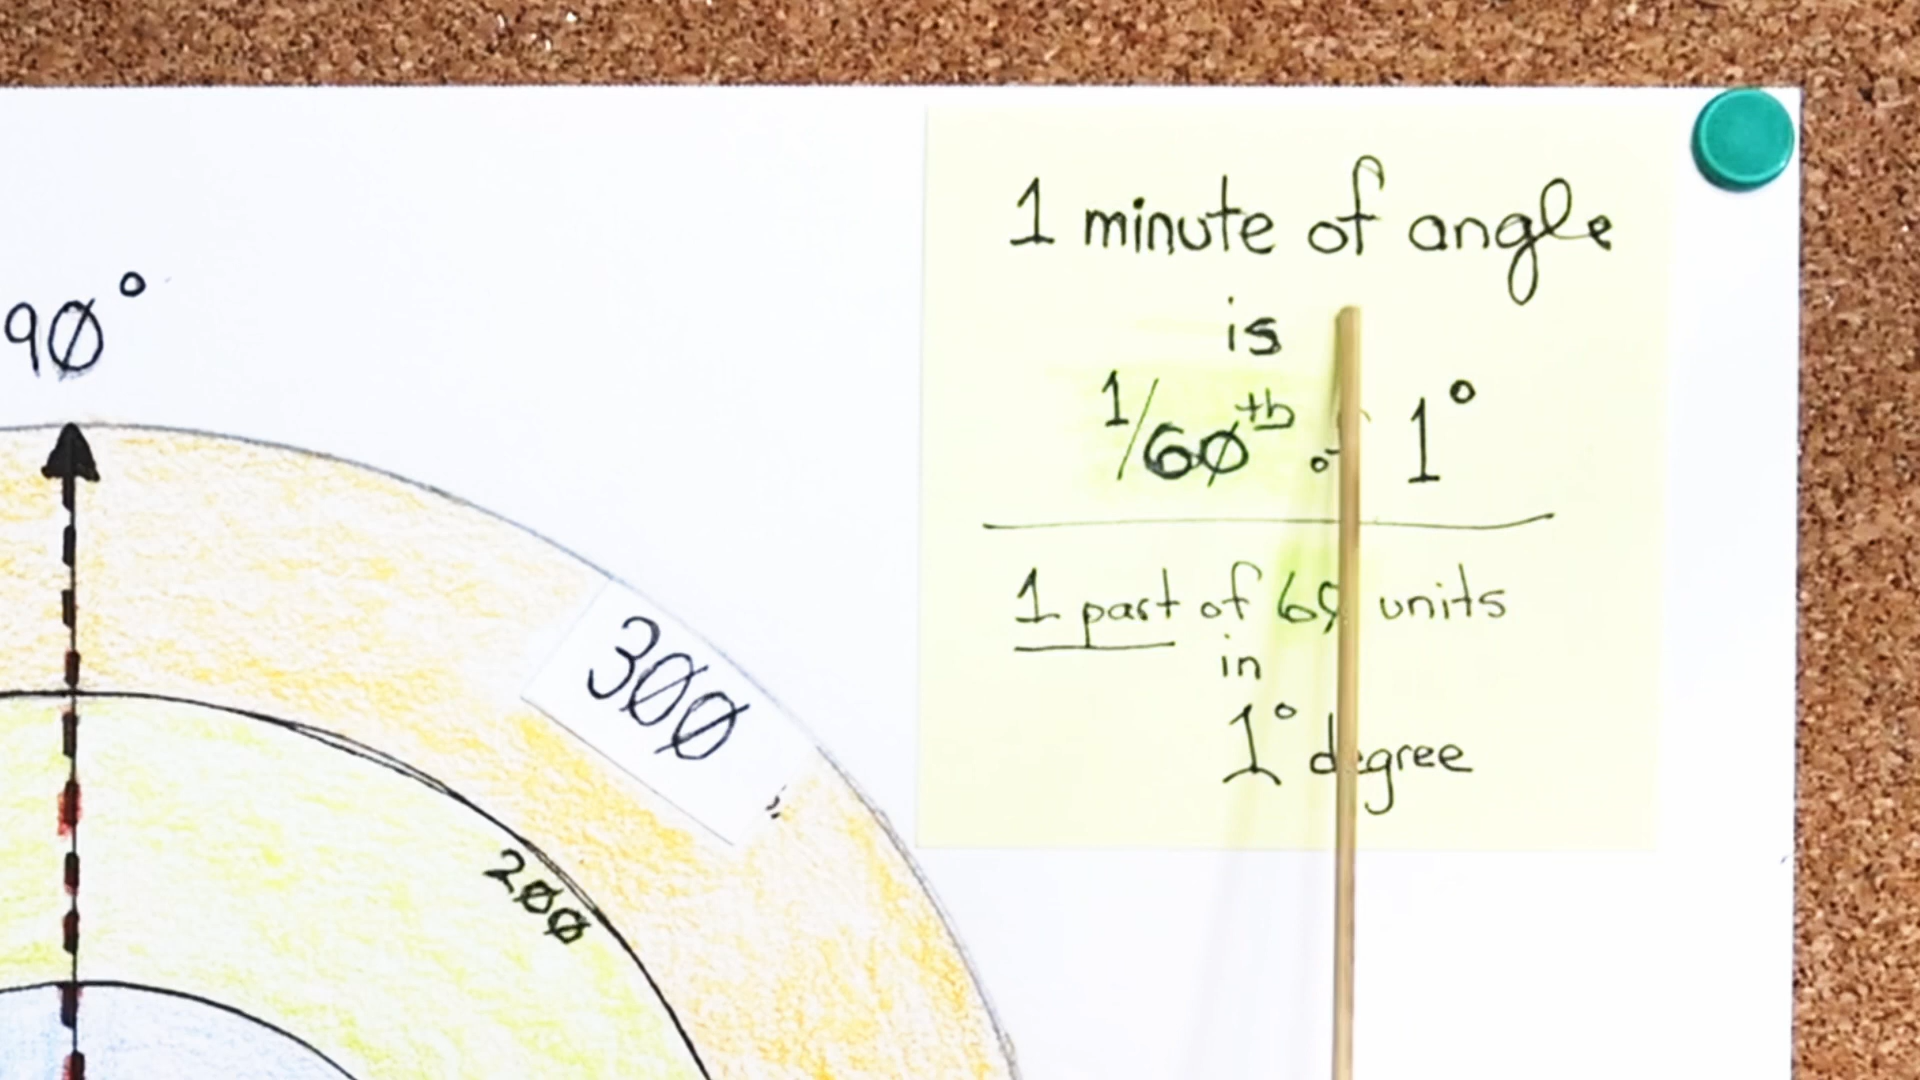 1 minute of angle
is
1/60th of 1°
1 part of 60 units
in
1° degree
90°
300
200